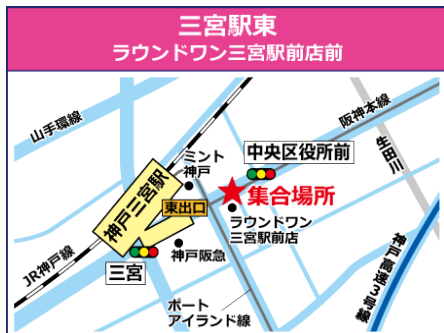 三宮駅東
ラウンドワン三宮駅前店前
山手環線
阪神本線
ミント
神戸
中央区役所前
生田川
神戸三宮駅
東出口
集合場所
ラウンドワン
三宮駅前店
神戸阪急
三宮
JR神戸線
ポート
アイランド線
神戸高速3号線